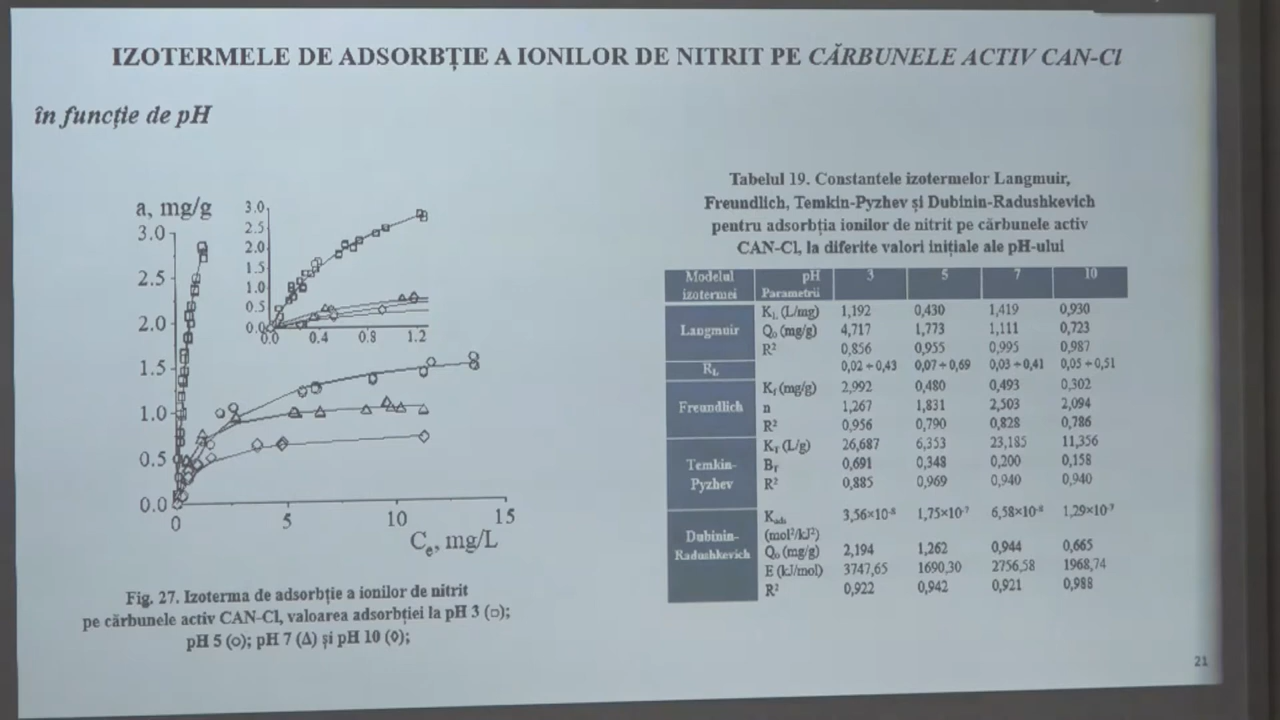 IZOTERMELE DE ADSORBȚIE A IONILOR DE NITRIT PE CĂRBUNELE ACTIV CAN-Cl
în funcție de pH
a, mg/g
3.0
2.5
2.0
1.5
1.0
0.5
0.0
0 5 10 15
Cₑ, mg/L
3.0
2.5
2.0
1.5
1.0
0.5
0.0
0.0 0.4 0.8 1.2
Fig. 27. Izoterma de adsorbție a ionilor de nitrit
pe cărbunele activ CAN-Cl, valoarea adsorbției la pH 3 (□);
pH 5 (o); pH 7 (Δ) și pH 10 (◊);
Tabelul 19. Constantele izotermelor Langmuir,
Freundlich, Temkin-Pyzhev și Dubinin-Radushkevich
pentru adsorbția ionilor de nitrit pe cărbunele activ
CAN-Cl, la diferite valori inițiale ale pH-ului
Modelul pH 3 5 7 10
izotermei Parametrii
Langmuir
K_L (L/mg) 1,192 0,430 1,419 0,930
Q₀ (mg/g) 4,717 1,773 1,111 0,723
R² 0,856 0,955 0,995 0,987
R_L 0,02÷0,43 0,07÷0,69 0,03÷0,41 0,05÷0,51
Freundlich
K_f (mg/g) 2,992 0,480 0,493 0,302
n 1,267 1,831 2,503 2,094
R² 0,956 0,790 0,828 0,786
Temkin-
Pyzhev
K_T (L/g) 26,687 6,353 23,185 11,356
B_T 0,691 0,348 0,200 0,158
R² 0,885 0,969 0,940 0,940
Dubinin-
Radushkevich
K_ads 3,56×10⁻⁸ 1,75×10⁻⁷ 6,58×10⁻⁸ 1,29×10⁻⁷
(mol²/kJ²)
Q₀ (mg/g) 2,194 1,262 0,944 0,665
E (kJ/mol) 3747,65 1690,30 2756,58 1968,74
R² 0,922 0,942 0,921 0,988
21